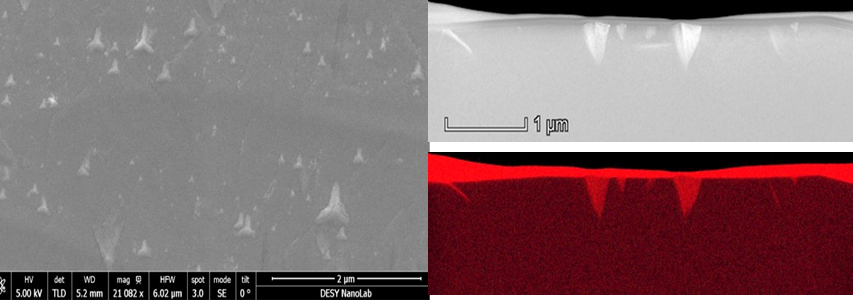 1 µm
HV det WD mag HFW spot mode tilt 2 µm
5.00 kV TLD 5.2 mm 21 082 x 6.02 µm 3.0 SE 0 ° DESY NanoLab